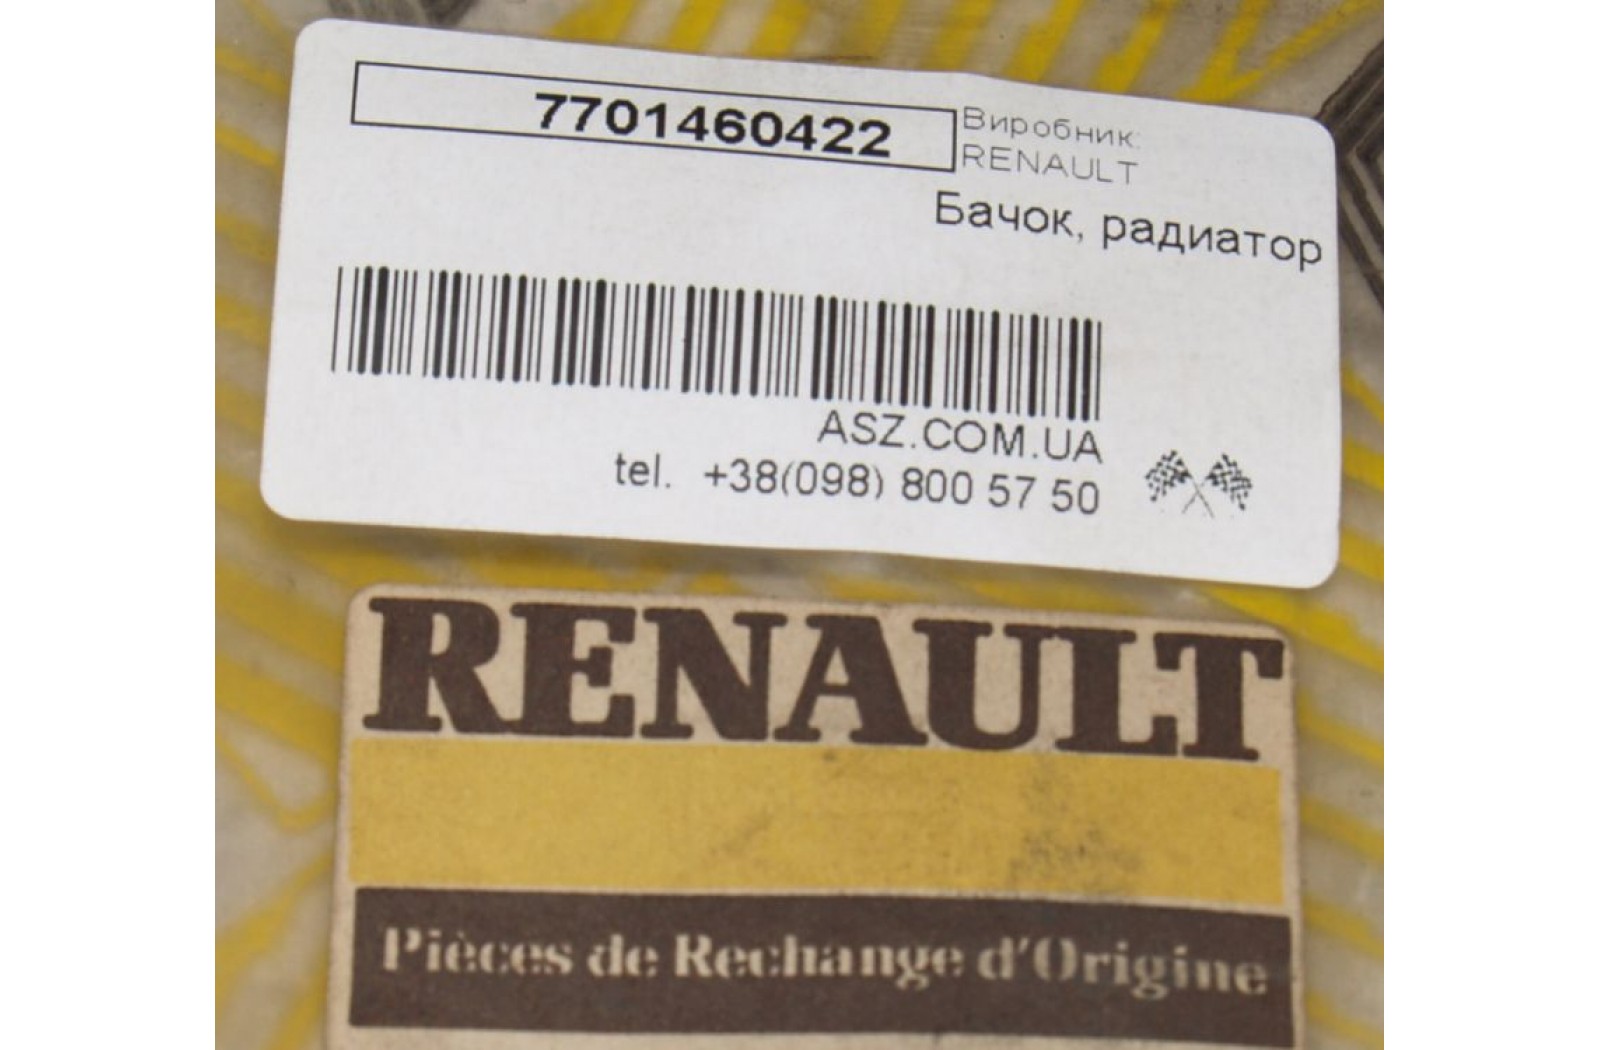 7701460422
Виробник:
RENAULT
Бачок, радиатор
ASZ.COM.UA
tel. +38(098) 800 57 50
RENAULT
Pièces de Rechange d'Origine